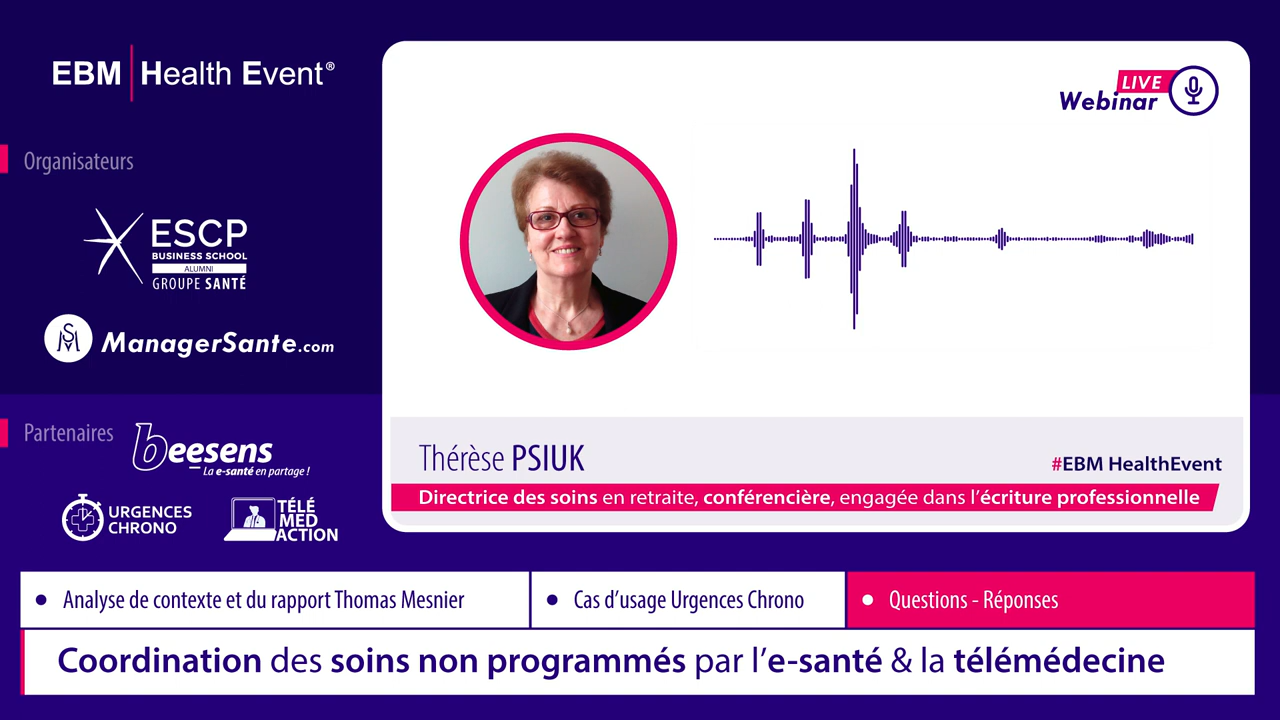 EBM Health Event®
Organisateurs
ESCP
BUSINESS SCHOOL
ALUMNI
GROUPE SANTÉ
SM
ManagerSante.com
Partenaires
beesens
La e-santé en partage !
URGENCES
CHRONO
TÉLÉ
MED
ACTION
LIVE
Webinar
Thérèse PSIUK
#EBM HealthEvent
Directrice des soins en retraite, conférencière, engagée dans l'écriture professionnelle
• Analyse de contexte et du rapport Thomas Mesnier
• Cas d'usage Urgences Chrono
• Questions - Réponses
Coordination des soins non programmés par l'e-santé & la télémédecine